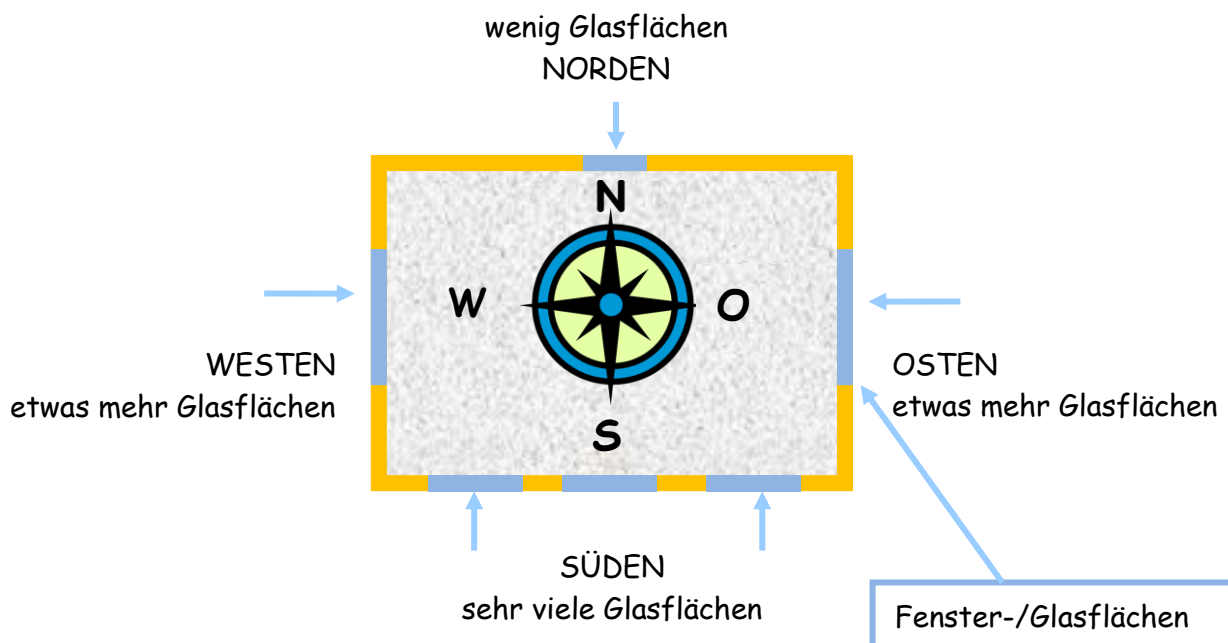 wenig Glasflächen
NORDEN
N
W
O
S
WESTEN
etwas mehr Glasflächen
OSTEN
etwas mehr Glasflächen
SÜDEN
sehr viele Glasflächen
Fenster-/Glasflächen